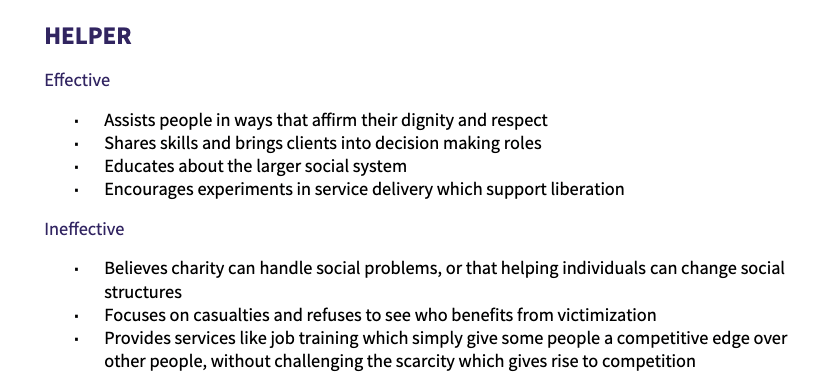 HELPER
Effective
▪ Assists people in ways that affirm their dignity and respect
▪ Shares skills and brings clients into decision making roles
▪ Educates about the larger social system
▪ Encourages experiments in service delivery which support liberation
Ineffective
▪ Believes charity can handle social problems, or that helping individuals can change social
structures
▪ Focuses on casualties and refuses to see who benefits from victimization
▪ Provides services like job training which simply give some people a competitive edge over
other people, without challenging the scarcity which gives rise to competition